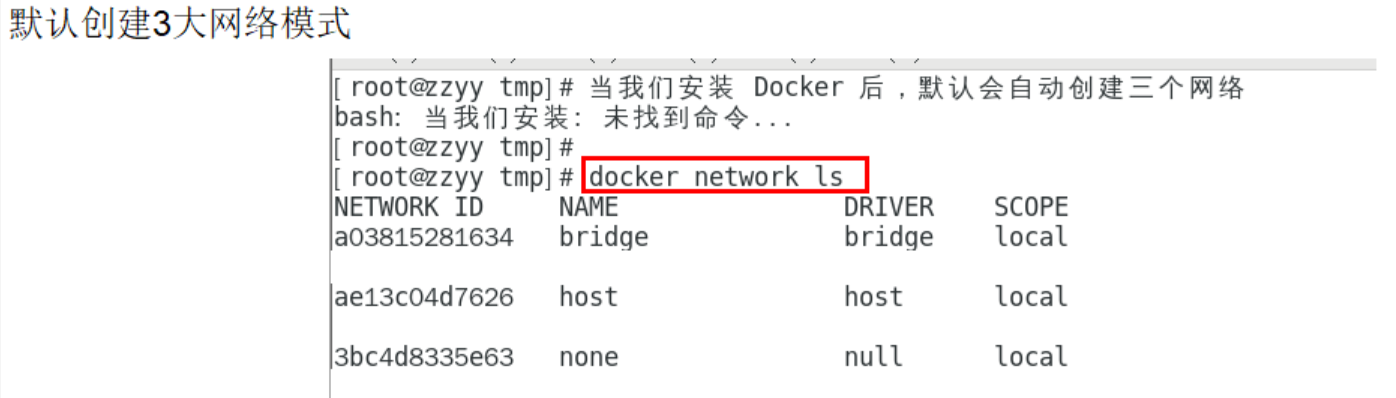 默认创建3大网络模式
[ root@zzyy tmp]# 当我们安装 Docker 后，默认会自动创建三个网络
bash: 当我们安装: 未找到命令...
[ root@zzyy tmp]#
[ root@zzyy tmp]# docker network ls
NETWORK ID NAME DRIVER SCOPE
a03815281634 bridge bridge local
ae13c04d7626 host host local
3bc4d8335e63 none null local